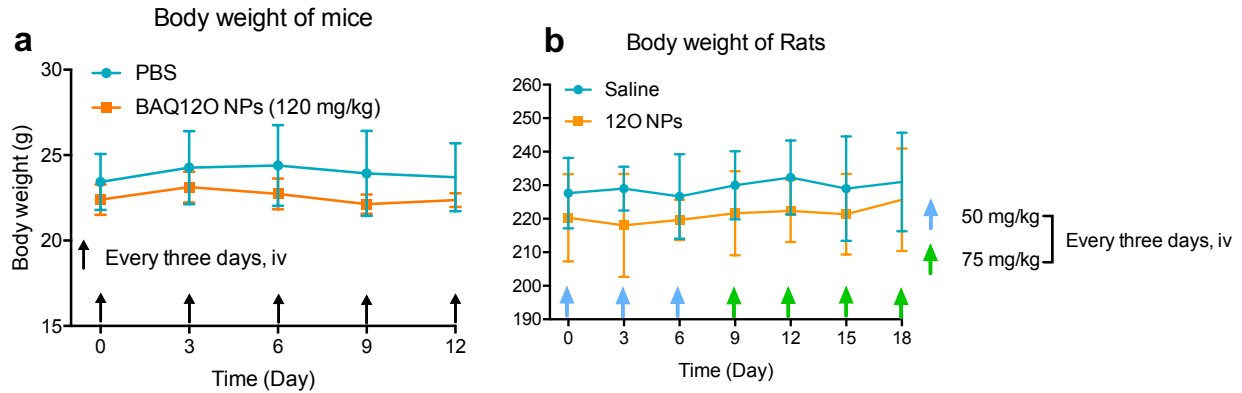 Body weight of mice
a
PBS
BAQ12O NPs (120 mg/kg)
Body weight (g)
30
25
20
15
Every three days, iv
0 3 6 9 12
Time (Day)
b
Body weight of Rats
Saline
12O NPs
260
250
240
230
220
210
200
190
0 3 6 9 12 15 18
Time (Day)
50 mg/kg
75 mg/kg
Every three days, iv